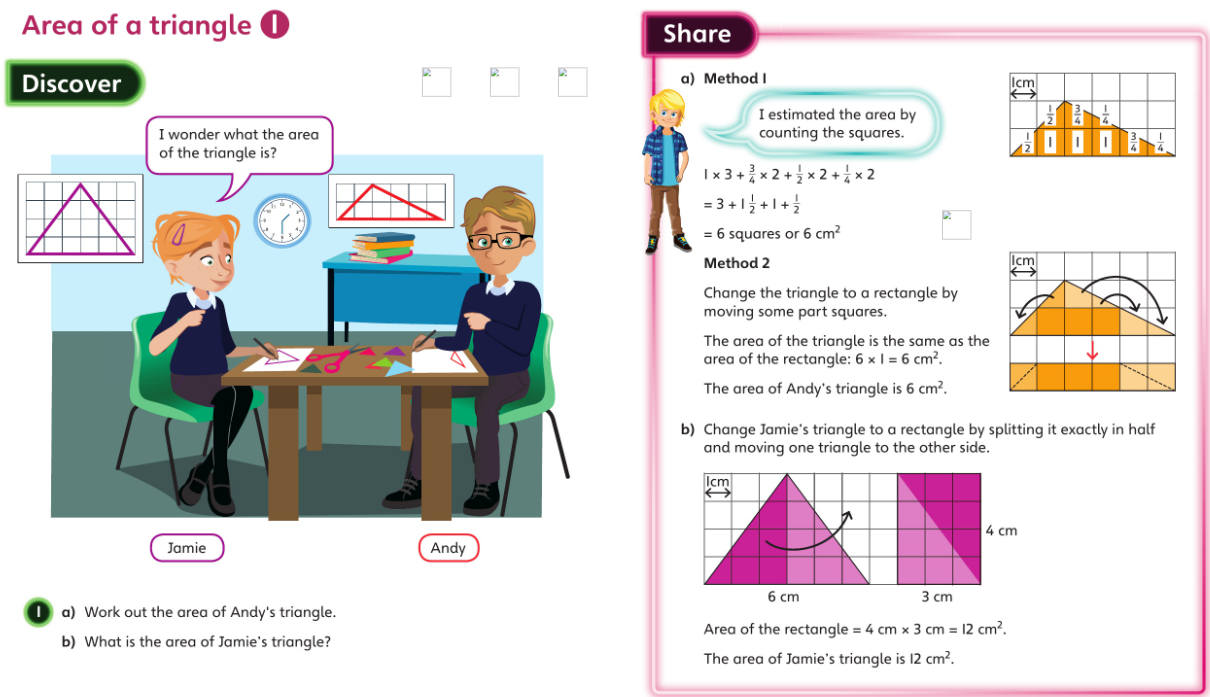 Area of a triangle 1
Discover
I wonder what the area
of the triangle is?
Jamie
Andy
1 a) Work out the area of Andy's triangle.
b) What is the area of Jamie's triangle?
Share
a) Method 1
I estimated the area by
counting the squares.
1 × 3 + 3/4 × 2 + 1/2 × 2 + 1/4 × 2
= 3 + 1 1/2 + 1 + 1/2
= 6 squares or 6 cm²
1cm
1/2 3/4 1/4
1/2 1 1 1 3/4 1/4
Method 2
Change the triangle to a rectangle by
moving some part squares.
The area of the triangle is the same as the
area of the rectangle: 6 × 1 = 6 cm².
The area of Andy's triangle is 6 cm².
1cm
b) Change Jamie's triangle to a rectangle by splitting it exactly in half
and moving one triangle to the other side.
1cm
4 cm
6 cm
3 cm
Area of the rectangle = 4 cm × 3 cm = 12 cm².
The area of Jamie's triangle is 12 cm².